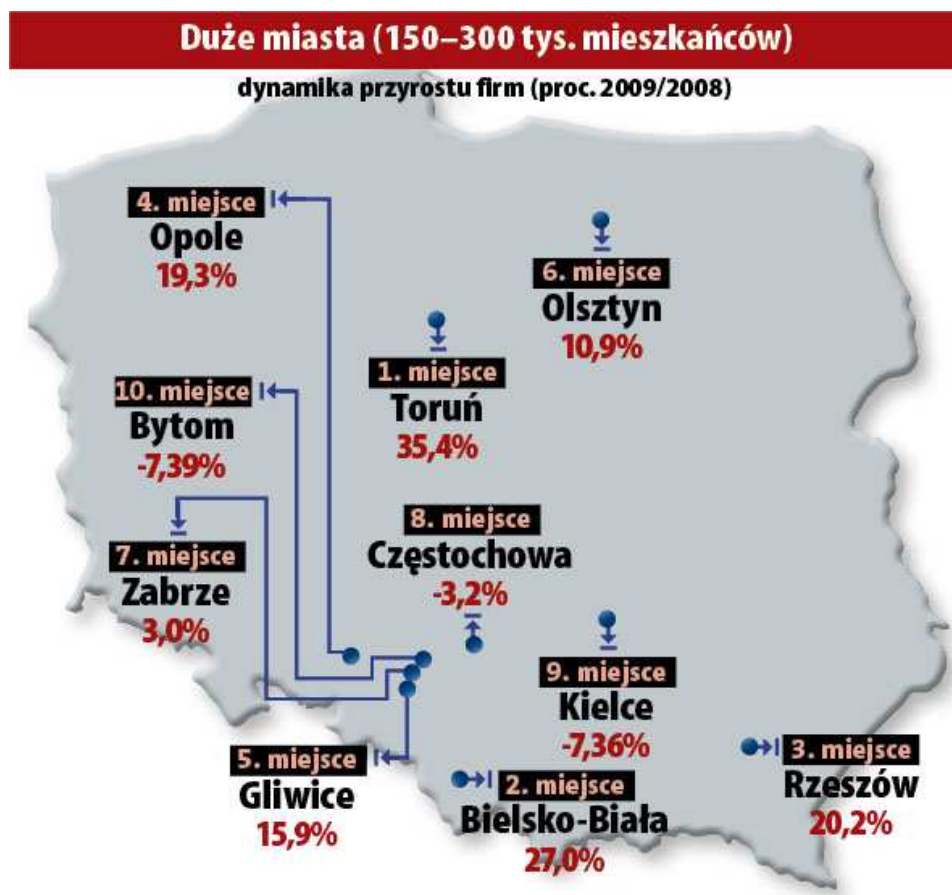 Duże miasta (150–300 tys. mieszkańców)
dynamika przyrostu firm (proc. 2009/2008)
4. miejsce
Opole
19,3%
6. miejsce
Olsztyn
10,9%
1. miejsce
Toruń
35,4%
10. miejsce
Bytom
-7,39%
8. miejsce
Częstochowa
-3,2%
7. miejsce
Zabrze
3,0%
9. miejsce
Kielce
-7,36%
5. miejsce
Gliwice
15,9%
2. miejsce
Bielsko-Biała
27,0%
3. miejsce
Rzeszów
20,2%